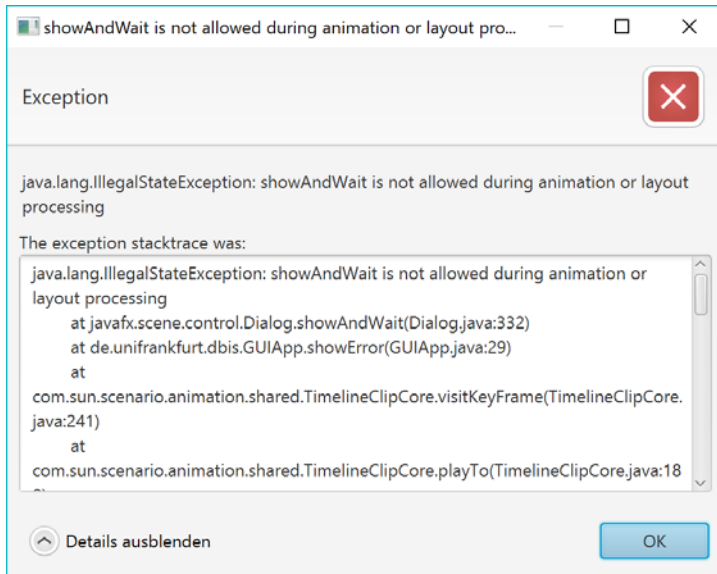 showAndWait is not allowed during animation or layout pro...
Exception
java.lang.IllegalStateException: showAndWait is not allowed during animation or layout
processing
The exception stacktrace was:
java.lang.IllegalStateException: showAndWait is not allowed during animation or
layout processing
at javafx.scene.control.Dialog.showAndWait(Dialog.java:332)
at de.unifrankfurt.dbis.GUIApp.showError(GUIApp.java:29)
at
com.sun.scenario.animation.shared.TimelineClipCore.visitKeyFrame(TimelineClipCore.
java:241)
at
com.sun.scenario.animation.shared.TimelineClipCore.playTo(TimelineClipCore.java:18
Details ausblenden
OK